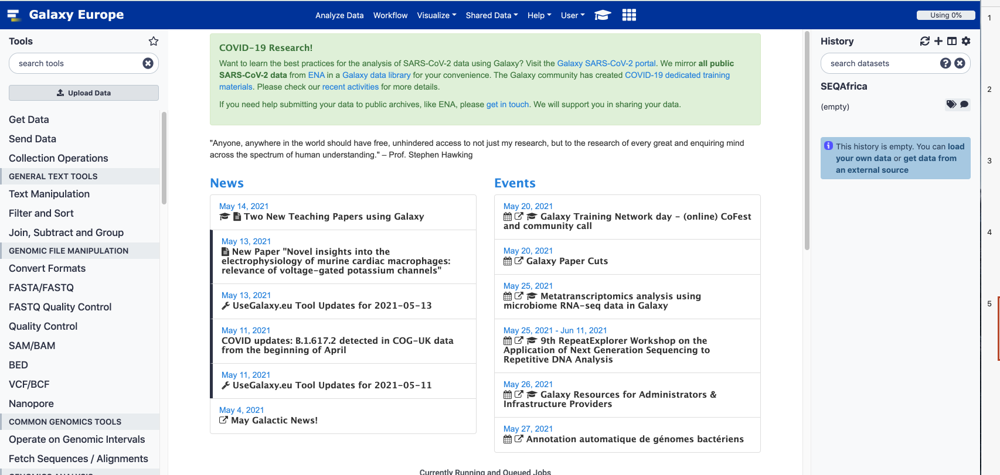 Galaxy Europe
Analyze Data Workflow Visualize Shared Data Help User
Using 0%
Tools
search tools
Upload Data
Get Data
Send Data
Collection Operations
GENERAL TEXT TOOLS
Text Manipulation
Filter and Sort
Join, Subtract and Group
GENOMIC FILE MANIPULATION
Convert Formats
FASTA/FASTQ
FASTQ Quality Control
Quality Control
SAM/BAM
BED
VCF/BCF
Nanopore
COMMON GENOMICS TOOLS
Operate on Genomic Intervals
Fetch Sequences / Alignments
GENOMICS ANALYSIS
COVID-19 Research!
Want to learn the best practices for the analysis of SARS-CoV-2 data using Galaxy? Visit the Galaxy SARS-CoV-2 portal. We mirror all public
SARS-CoV-2 data from ENA in a Galaxy data library for your convenience. The Galaxy community has created COVID-19 dedicated training
materials. Please check our recent activities for more details.
If you need help submitting your data to public archives, like ENA, please get in touch. We will support you in sharing your data.
"Anyone, anywhere in the world should have free, unhindered access to not just my research, but to the research of every great and enquiring mind
across the spectrum of human understanding." – Prof. Stephen Hawking
News
May 14, 2021
Two New Teaching Papers using Galaxy
May 13, 2021
New Paper "Novel insights into the
electrophysiology of murine cardiac macrophages:
relevance of voltage-gated potassium channels"
May 13, 2021
UseGalaxy.eu Tool Updates for 2021-05-13
May 11, 2021
COVID updates: B.1.617.2 detected in COG-UK data
from the beginning of April
May 11, 2021
UseGalaxy.eu Tool Updates for 2021-05-11
May 4, 2021
May Galactic News!
Events
May 20, 2021
Galaxy Training Network day - (online) CoFest
and community call
May 20, 2021
Galaxy Paper Cuts
May 25, 2021
Metatranscriptomics analysis using
microbiome RNA-seq data in Galaxy
May 25, 2021 - Jun 11, 2021
9th RepeatExplorer Workshop on the
Application of Next Generation Sequencing to
Repetitive DNA Analysis
May 26, 2021
Galaxy Resources for Administrators &
Infrastructure Providers
May 27, 2021
Annotation automatique de génomes bactériens
Currently Running and Queued Jobs
History
search datasets
SEQAfrica
(empty)
This history is empty. You can load
your own data or get data from
an external source
1
2
3
4
5